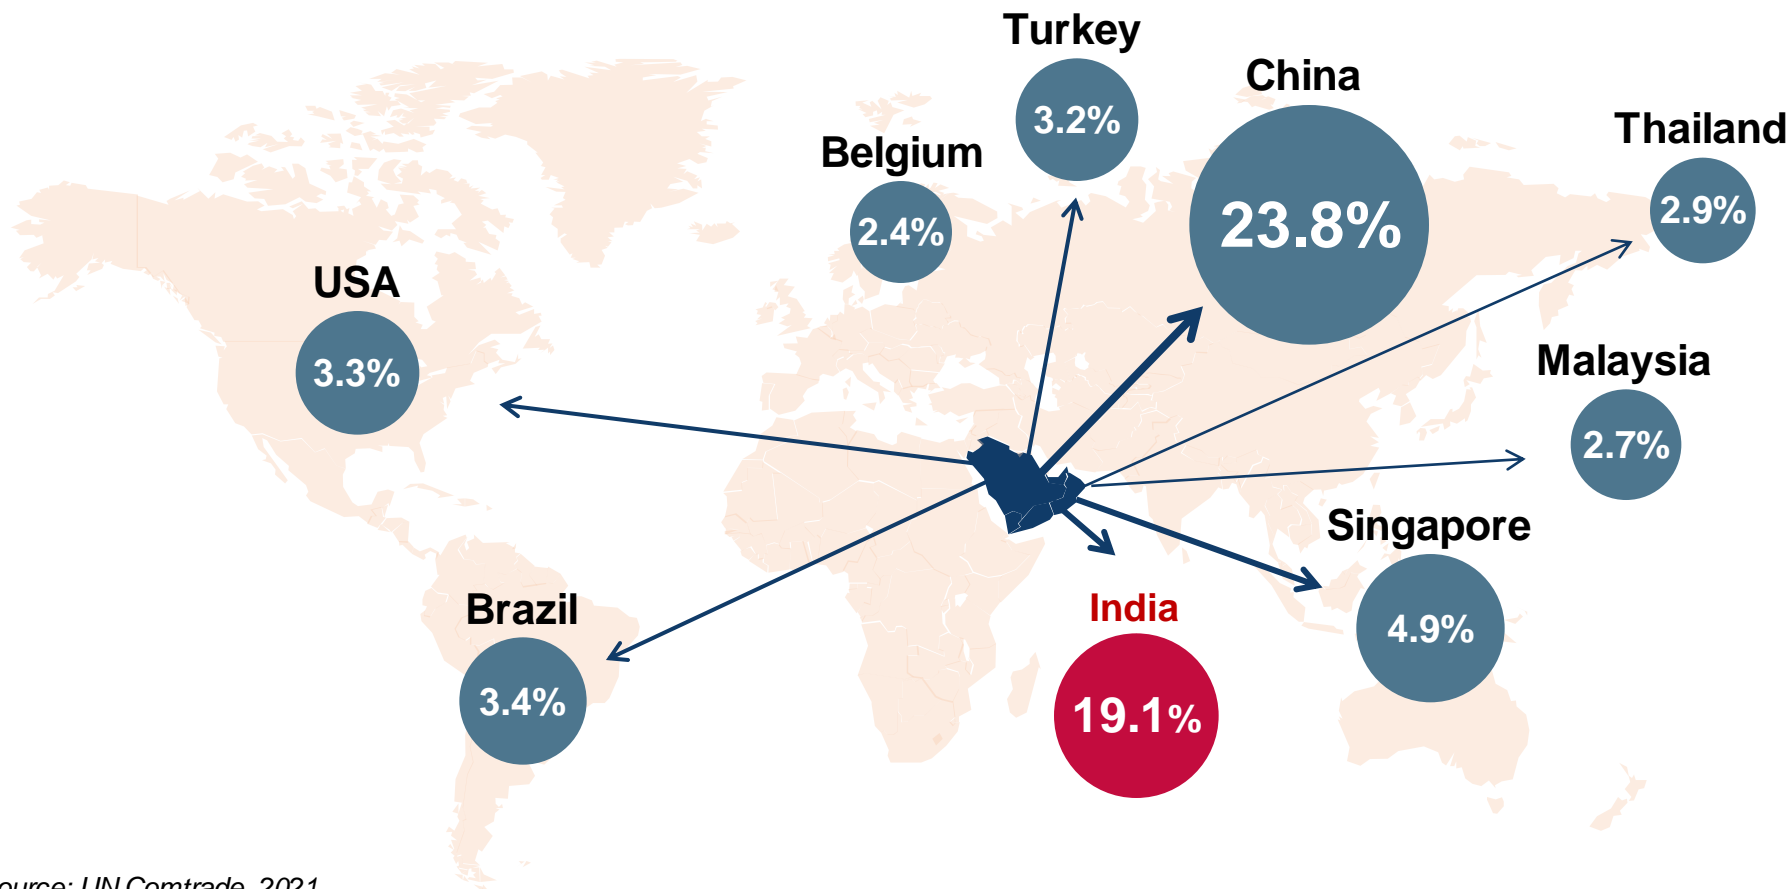 Turkey
3.2%
China
23.8%
Thailand
2.9%
Belgium
2.4%
USA
3.3%
Malaysia
2.7%
Singapore
4.9%
Brazil
3.4%
India
19.1%
ource: UN Comtrade, 2021